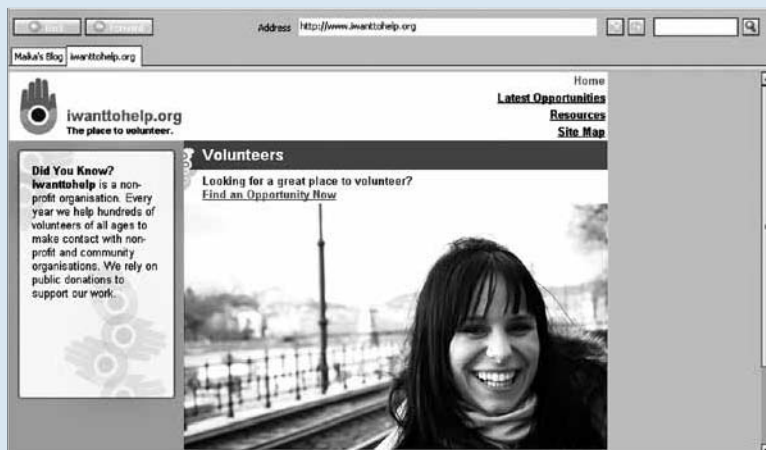 Back Forward Address http://www.iwanttohelp.org
Maika's Blog iwanttohelp.org
Home
Latest Opportunities
Resources
Site Map
iwanttohelp.org
The place to volunteer.
Volunteers
Looking for a great place to volunteer?
Find an Opportunity Now
Did You Know?
iwanttohelp is a non-
profit organisation. Every
year we help hundreds of
volunteers of all ages to
make contact with non-
profit and community
organisations. We rely on
public donations to
support our work.